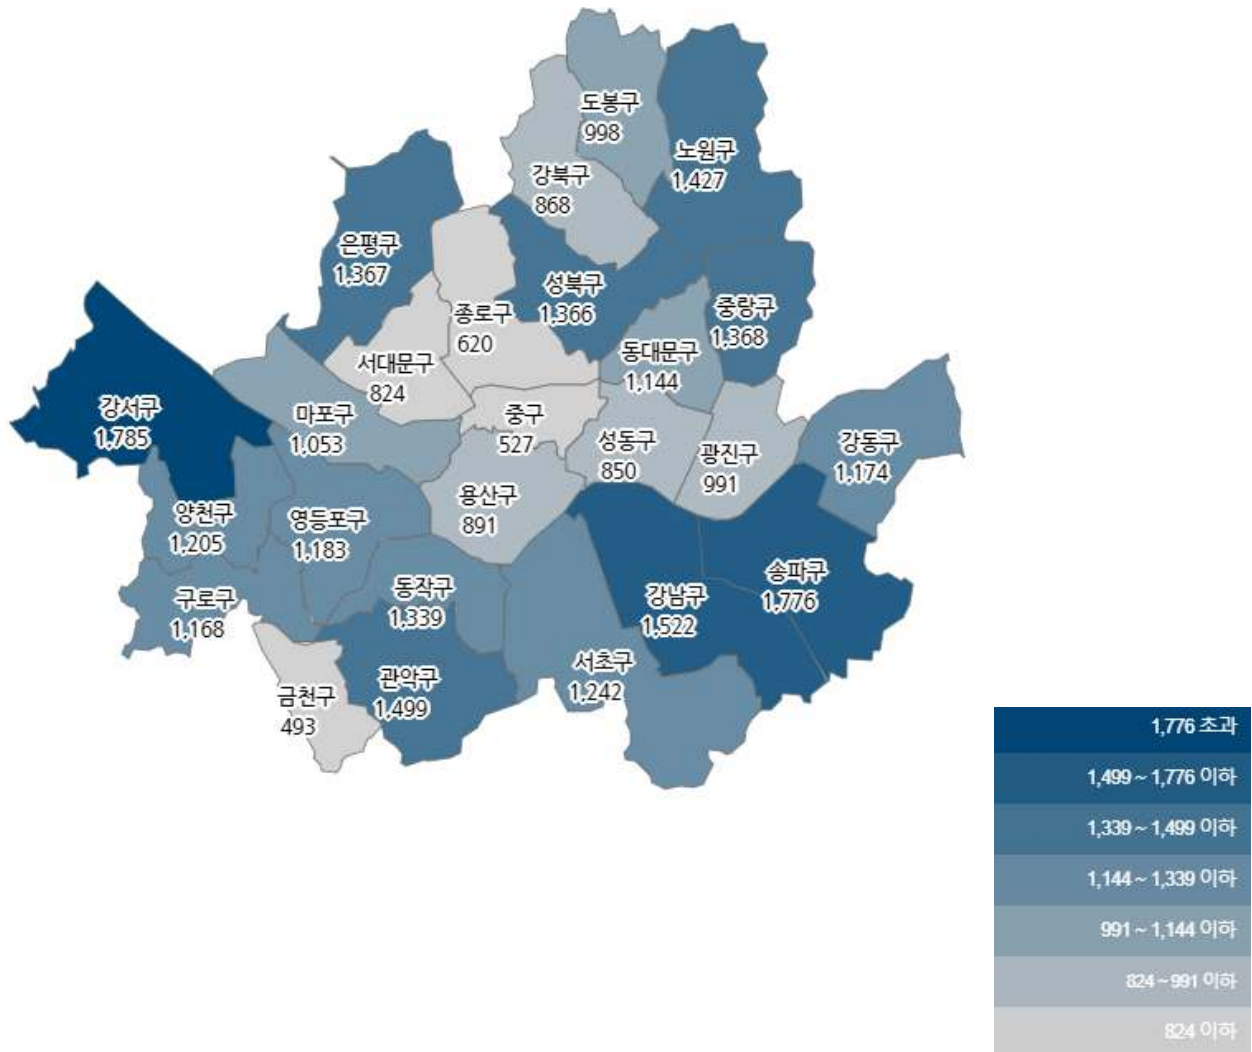 도봉구
998
노원구
1,427
강북구
868
은평구
1,367
성북구
1,366
종로구
620
중랑구
1,368
서대문구
824
동대문구
1,144
강서구
1,785
마포구
1,053
중구
527
성동구
850
광진구
991
강동구
1,174
양천구
1,205
영등포구
1,183
용산구
891
구로구
1,168
동작구
1,339
강남구
1,522
송파구
1,776
금천구
493
관악구
1,499
서초구
1,242
1,776 초과
1,499 ~ 1,776 이하
1,339 ~ 1,499 이하
1,144 ~ 1,339 이하
991 ~ 1,144 이하
824 ~ 991 이하
824 이하